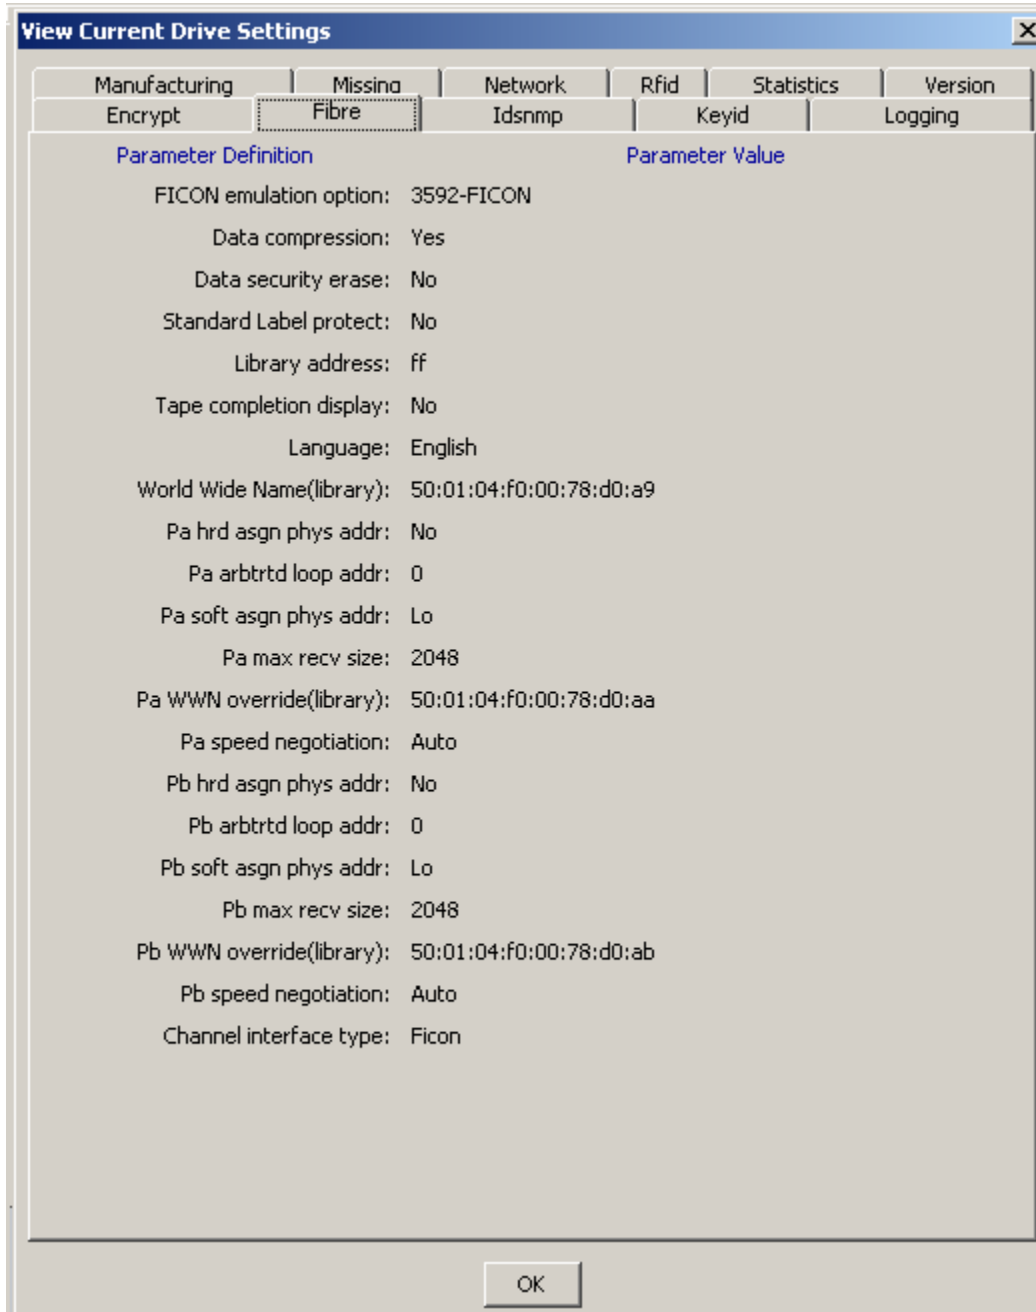 View Current Drive Settings
Manufacturing Missing Network Rfid Statistics Version
Encrypt Fibre Idsnmp Keyid Logging
Parameter Definition Parameter Value
FICON emulation option: 3592-FICON
Data compression: Yes
Data security erase: No
Standard Label protect: No
Library address: ff
Tape completion display: No
Language: English
World Wide Name(library): 50:01:04:f0:00:78:d0:a9
Pa hrd asgn phys addr: No
Pa arbtrtd loop addr: 0
Pa soft asgn phys addr: Lo
Pa max recv size: 2048
Pa WWN override(library): 50:01:04:f0:00:78:d0:aa
Pa speed negotiation: Auto
Pb hrd asgn phys addr: No
Pb arbtrtd loop addr: 0
Pb soft asgn phys addr: Lo
Pb max recv size: 2048
Pb WWN override(library): 50:01:04:f0:00:78:d0:ab
Pb speed negotiation: Auto
Channel interface type: Ficon
OK